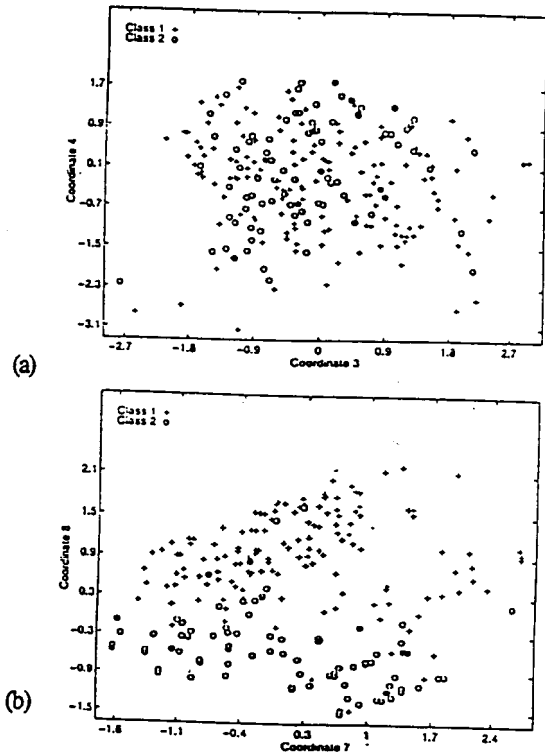 Class 1 +
Class 2 o
1.7
0.9
0.1
-0.7
-1.5
-2.3
-3.1
Coordinate 4
-2.7 -1.8 -0.9 0 0.9 1.8 2.7
Coordinate 3
(a)
Class 1 +
Class 2 o
2.1
1.5
0.9
0.3
-0.3
-0.9
-1.5
Coordinate 8
-1.8 -1.1 -0.4 0.3 1 1.7 2.4
Coordinate 7
(b)